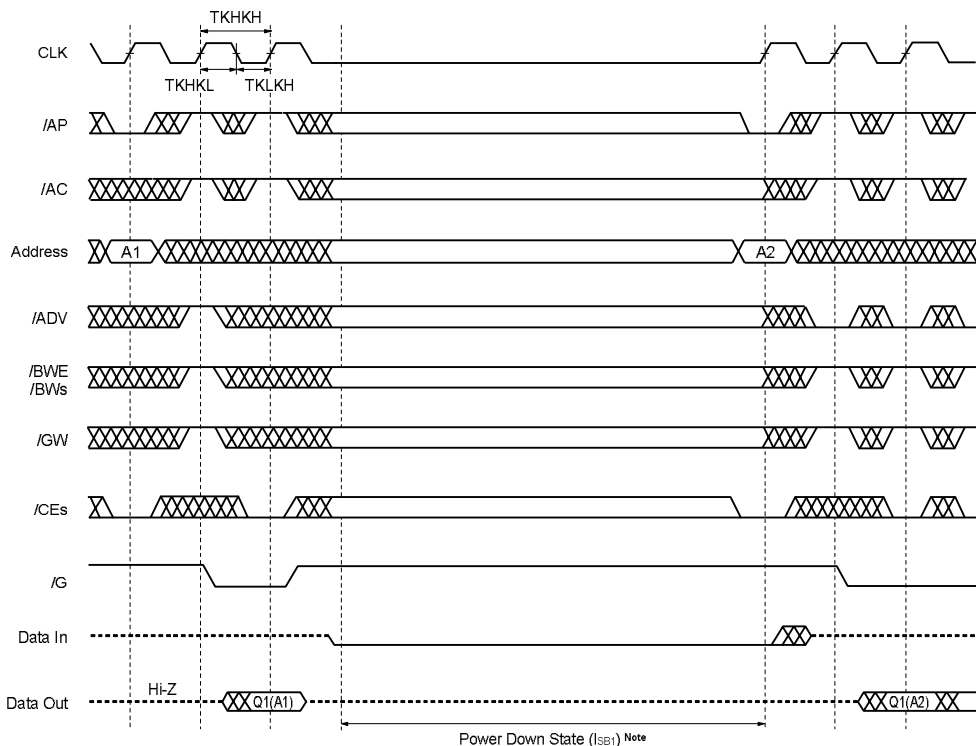 TKHKH
CLK
TKHKL TKLKH
/AP
/AC
Address A1 A2
/ADV
/BWE
/BWs
/GW
/CEs
/G
Data In
Hi-Z
Data Out Q1(A1) Q1(A2)
Power Down State (ISB1) Note